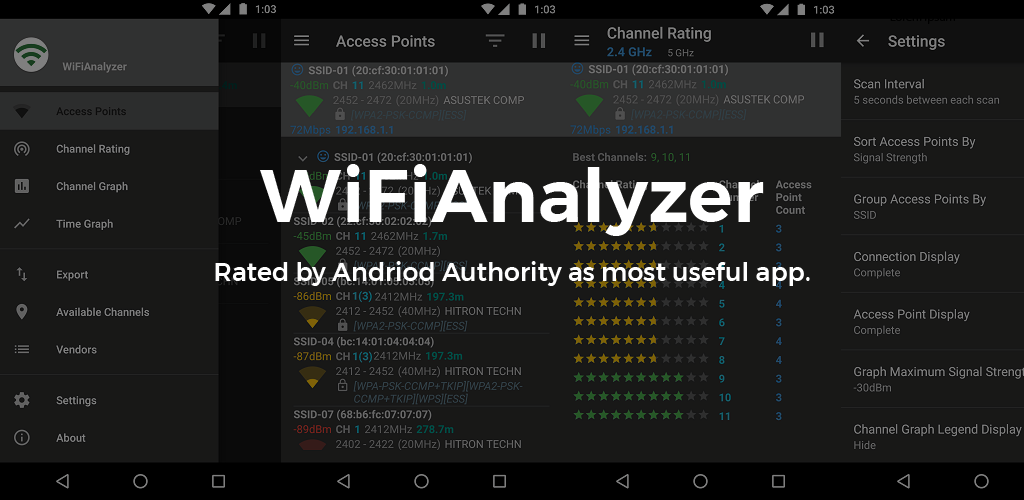 1:03
1:03
1:03
WiFiAnalyzer
Access Points
Channel Rating
Channel Graph
Time Graph
Export
Available Channels
Vendors
Settings
About
Access Points
SSID-01 (20:cf:30:01:01:01)
-40dBm CH 11 2462MHz 1.0m
2452 - 2472 (20MHz) ASUSTEK COMP
[WPA2-PSK-CCMP][ESS]
72Mbps 192.168.1.1
SSID-01 (20:cf:30:01:01:01)
1.0m
SSID-02
-45dBm CH 11 2462MHz 1.7m
2452 - 2472 (20MHz)
-86dBm CH 1(3) 2412MHz 197.3m
2412 - 2452 (40MHz) HITRON TECHN
[WPA2-PSK-CCMP][ESS]
SSID-04 (bc:14:01:04:04:04)
-87dBm CH 1(3) 2412MHz 197.3m
2412 - 2452 (40MHz) HITRON TECHN
[WPA-PSK-CCMP+TKIP][WPA2-PSK-
CCMP+TKIP][WPS][ESS]
SSID-07 (68:b6:fc:07:07:07)
-89dBm CH 1 2412MHz 278.7m
2402 - 2422 (20MHz) HITRON TECHN
Channel Rating
2.4 GHz 5 GHz
SSID-01 (20:cf:30:01:01:01)
-40dBm CH 11 2462MHz
2452 - 2472 (20MHz) ASUSTEK COMP
[WPA2-PSK-CCMP][ESS]
72Mbps 192.168.1.1
Best Channels: 9, 10, 11
Access
Point
Count
1 3
2 3
3
4 4
5 4
6 4
7 4
8 4
9 3
10 3
11 3
Settings
Scan Interval
5 seconds between each scan
Sort Access Points By
Signal Strength
Group Access Points By
SSID
Connection Display
Complete
Access Point Display
Complete
Graph Maximum Signal Strengt
-30dBm
Channel Graph Legend Display
Hide
WiFiAnalyzer
Rated by Andriod Authority as most useful app.